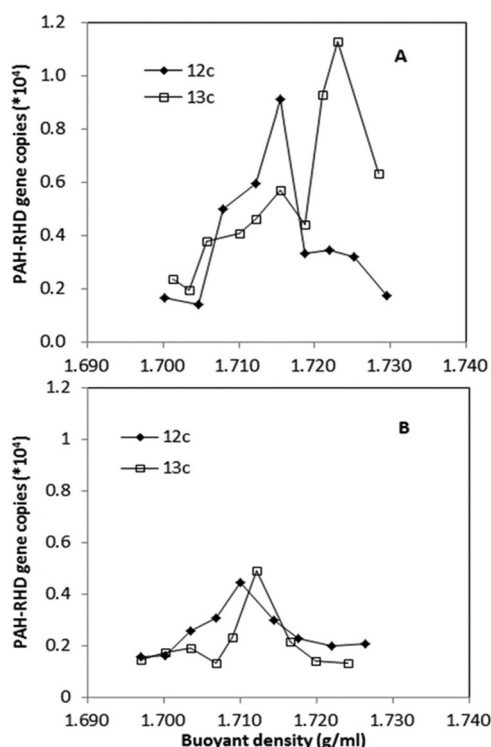 1.2
1.0
0.8
0.6
0.4
0.2
0.0
PAH-RHD gene copies (*10⁴)
12c
13c
A
1.690 1.700 1.710 1.720 1.730 1.740
1.2
1
0.8
0.6
0.4
0.2
0
PAH-RHD gene copies (*10⁴)
12c
13c
B
1.690 1.700 1.710 1.720 1.730 1.740
Buoyant density (g/ml)